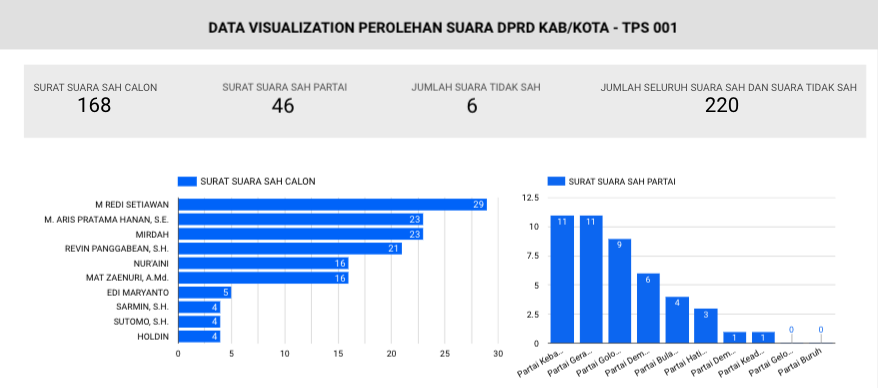 DATA VISUALIZATION PEROLEHAN SUARA DPRD KAB/KOTA - TPS 001
SURAT SUARA SAH CALON
168
SURAT SUARA SAH PARTAI
46
JUMLAH SUARA TIDAK SAH
6
JUMLAH SELURUH SUARA SAH DAN SUARA TIDAK SAH
220
SURAT SUARA SAH CALON
M REDI SETIAWAN 29
M. ARIS PRATAMA HANAN, S.E. 23
MIRDAH 23
REVIN PANGGABEAN, S.H. 21
NUR'AINI 16
MAT ZAENURI, A.Md. 16
EDI MARYANTO 5
SARMIN, S.H. 4
SUTOMO, S.H. 4
HOLDIN 4
0 5 10 15 20 25 30
SURAT SUARA SAH PARTAI
12.5
10
7.5
5
2.5
0
11 11 9 6 4 3 1 1 0 0
Partai Keba...
Partai Gera...
Partai Golo...
Partai Dem...
Partai Bula...
Partai Hati...
Partai Dem...
Partai Kead...
Partai Gelo...
Partai Buruh